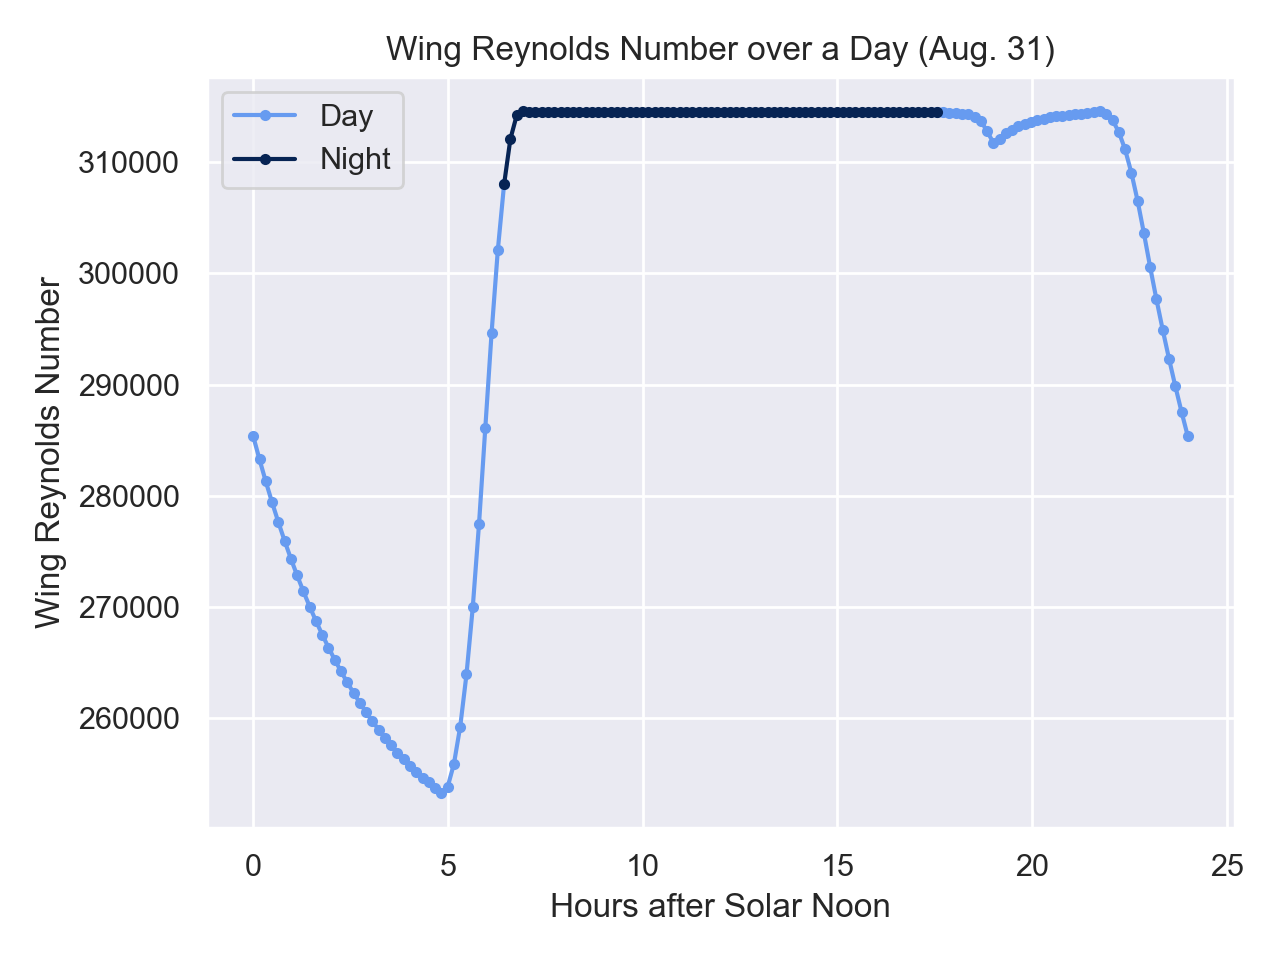 Wing Reynolds Number over a Day (Aug. 31)
Day
Night
310000
300000
290000
280000
270000
260000
Wing Reynolds Number
0 5 10 15 20 25
Hours after Solar Noon